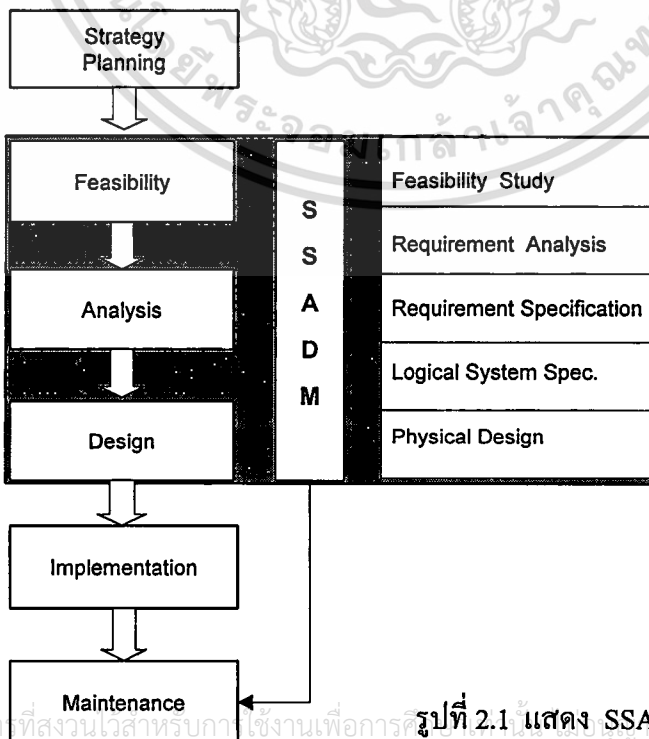 Strategy
Planning
Feasibility
Analysis
Design
Implementation
Maintenance
S
S
A
D
M
Feasibility Study
Requirement Analysis
Requirement Specification
Logical System Spec.
Physical Design
รูปที่ 2.1 แสดง SSA